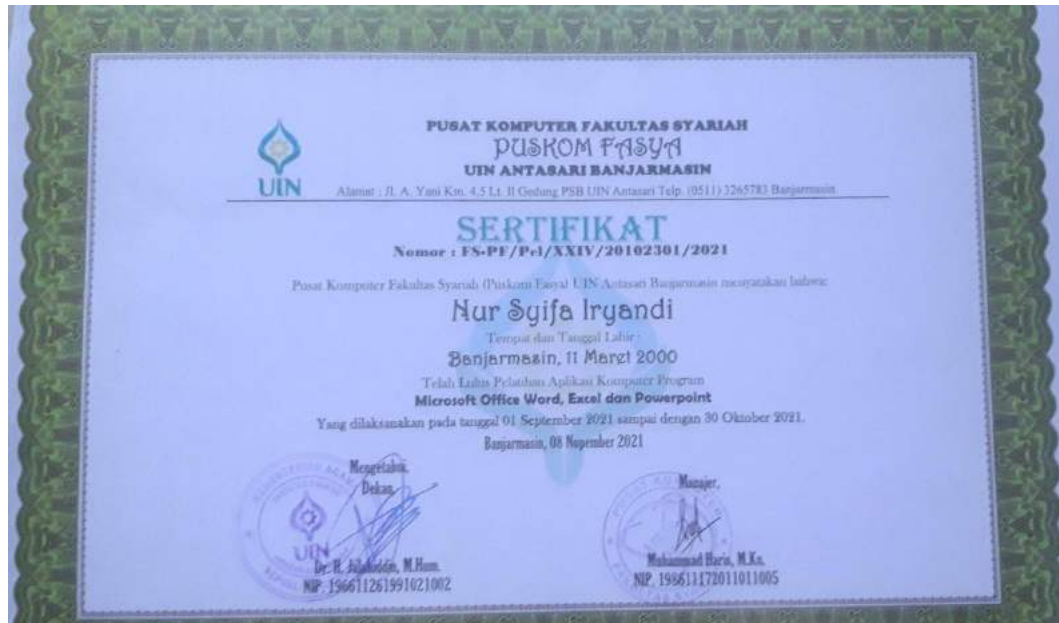 PUSAT KOMPUTER FAKULTAS SYARIAH
PUSKOM FASYA
UIN ANTASARI BANJARMASIN
UIN
Alamat : Jl. A. Yani Km. 4,5 Lt. II Gedung PSB UIN Antasari Telp. (0511) 3265783 Banjarmasin
SERTIFIKAT
Nomor : FS-PF/Pel/XXIV/20102301/2021
Pusat Komputer Fakultas Syariah (Puskom Fasya) UIN Antasari Banjarmasin menyatakan bahwa:
Nur Syifa Iryandi
Tempat dan Tanggal Lahir :
Banjarmasin, 11 Maret 2000
Telah Lulus Pelatihan Aplikasi Komputer Program
Microsoft Office Word, Excel dan Powerpoint
Yang dilaksanakan pada tanggal 01 September 2021 sampai dengan 30 Oktober 2021.
Banjarmasin, 08 Nopember 2021
Mengetahui,
Dekan,
UIN
Dr. H. Jalaluddin, M.Hum.
NIP. 196611261991021002
Manajer,
Muhammad Haris, M.Kn.
NIP. 198611172011011005